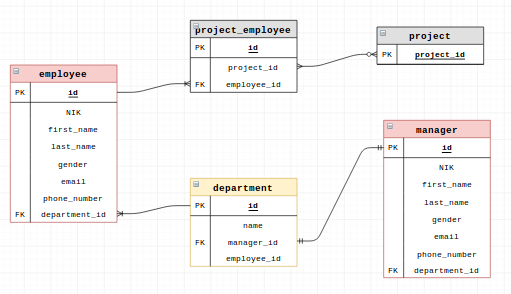 project_employee
PK id
project_id
FK employee_id
project
PK project_id
employee
PK id
NIK
first_name
last_name
gender
email
phone_number
FK department_id
department
PK id
name
FK manager_id
employee_id
manager
PK id
NIK
first_name
last_name
gender
email
phone_number
FK department_id